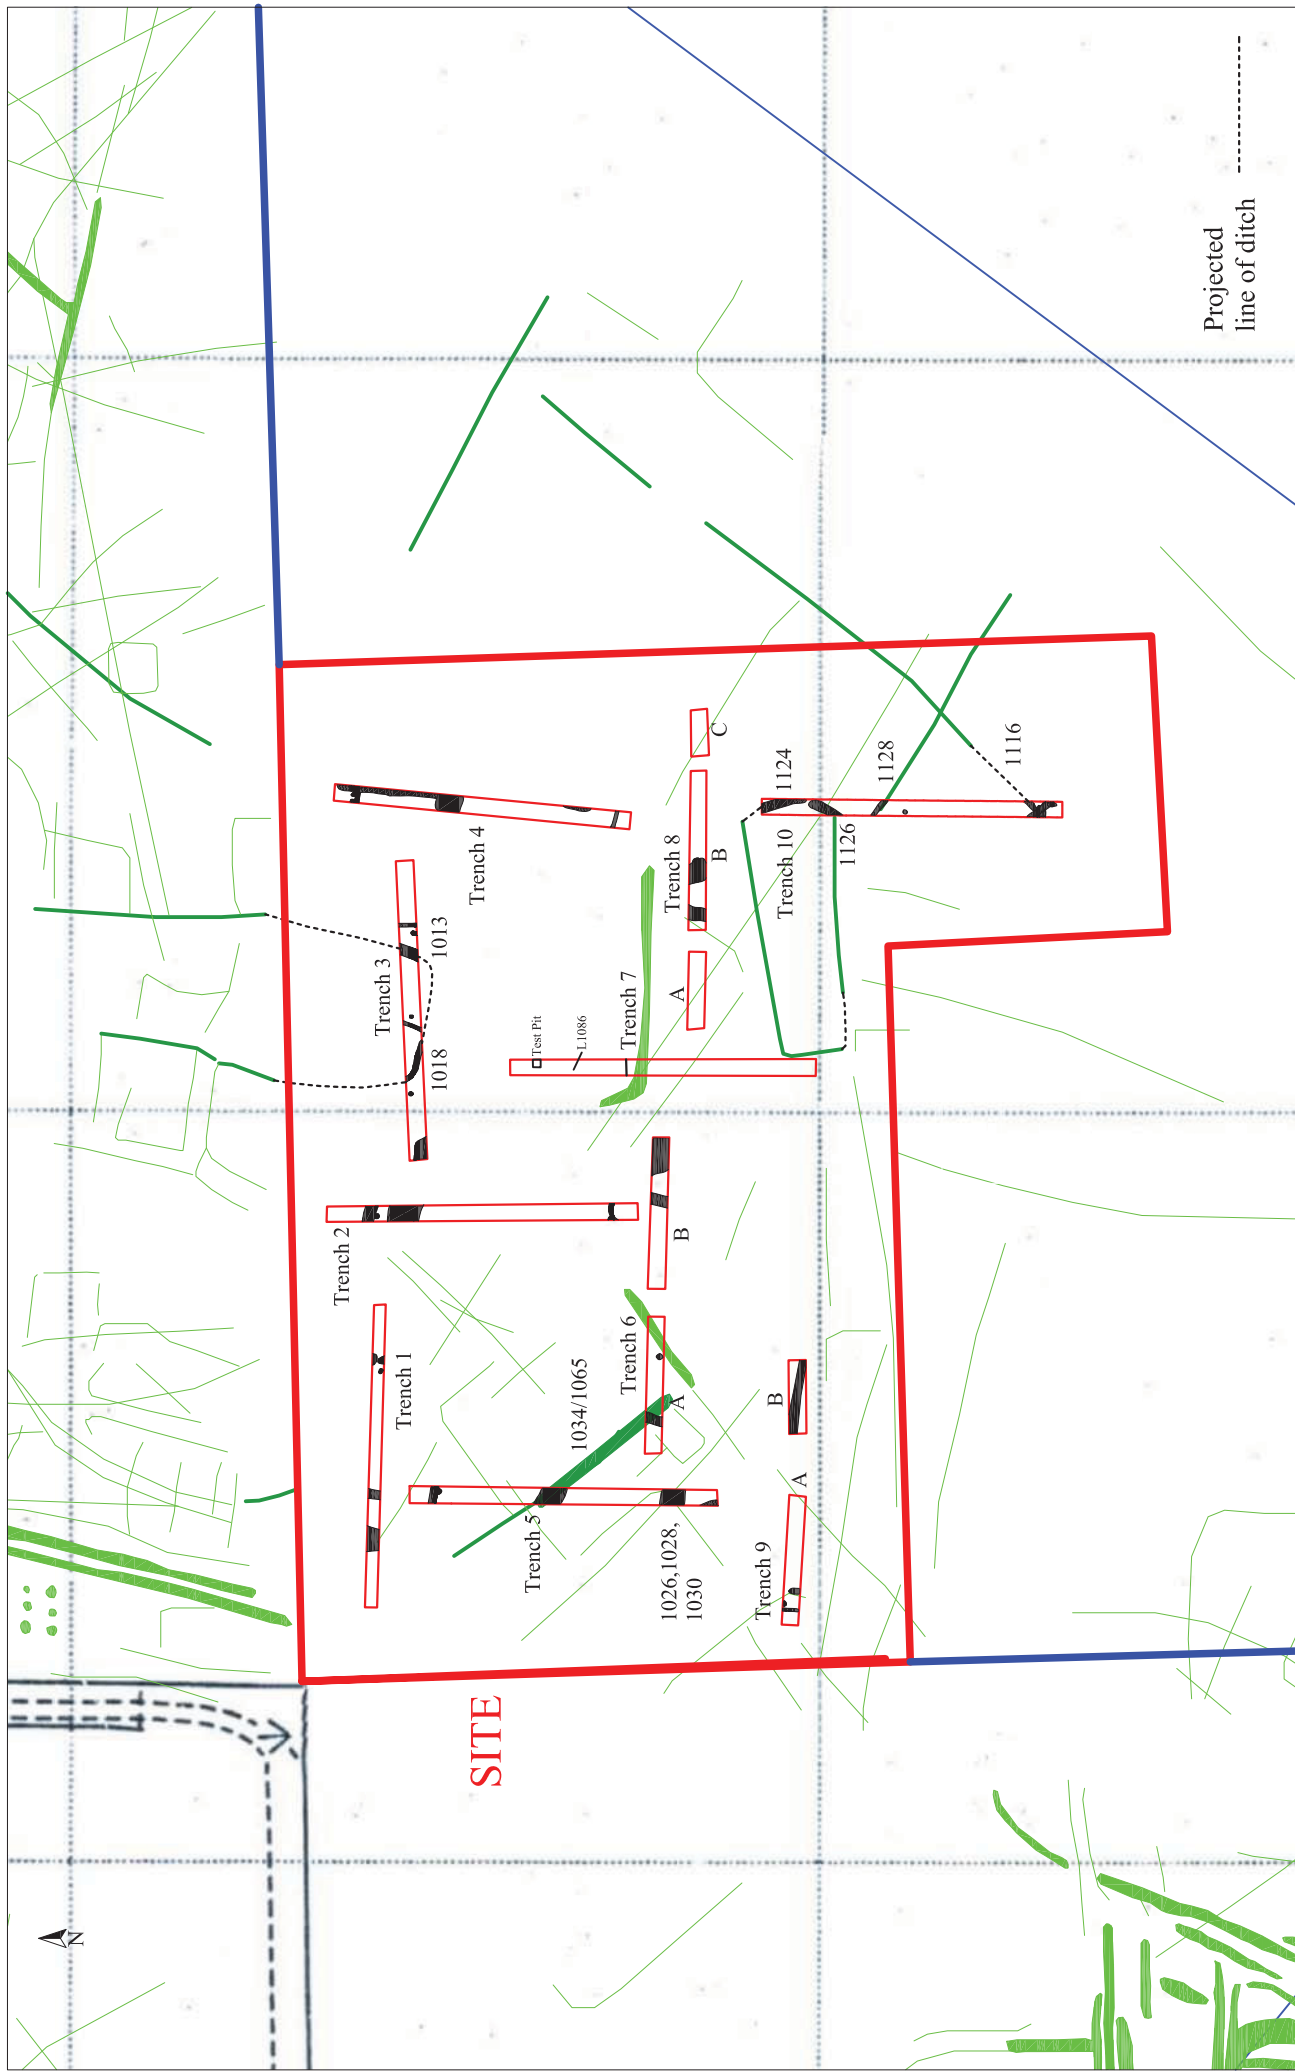 N
SITE
Trench 1
Trench 2
Trench 3
1018
1013
Trench 4
Trench 5
1034/1065
1026,1028,
1030
Trench 6
A
B
Trench 7
Test Pit
L1086
Trench 8
A
B
C
Trench 9
A
B
Trench 10
1124
1126
1128
1116
Projected
line of ditch